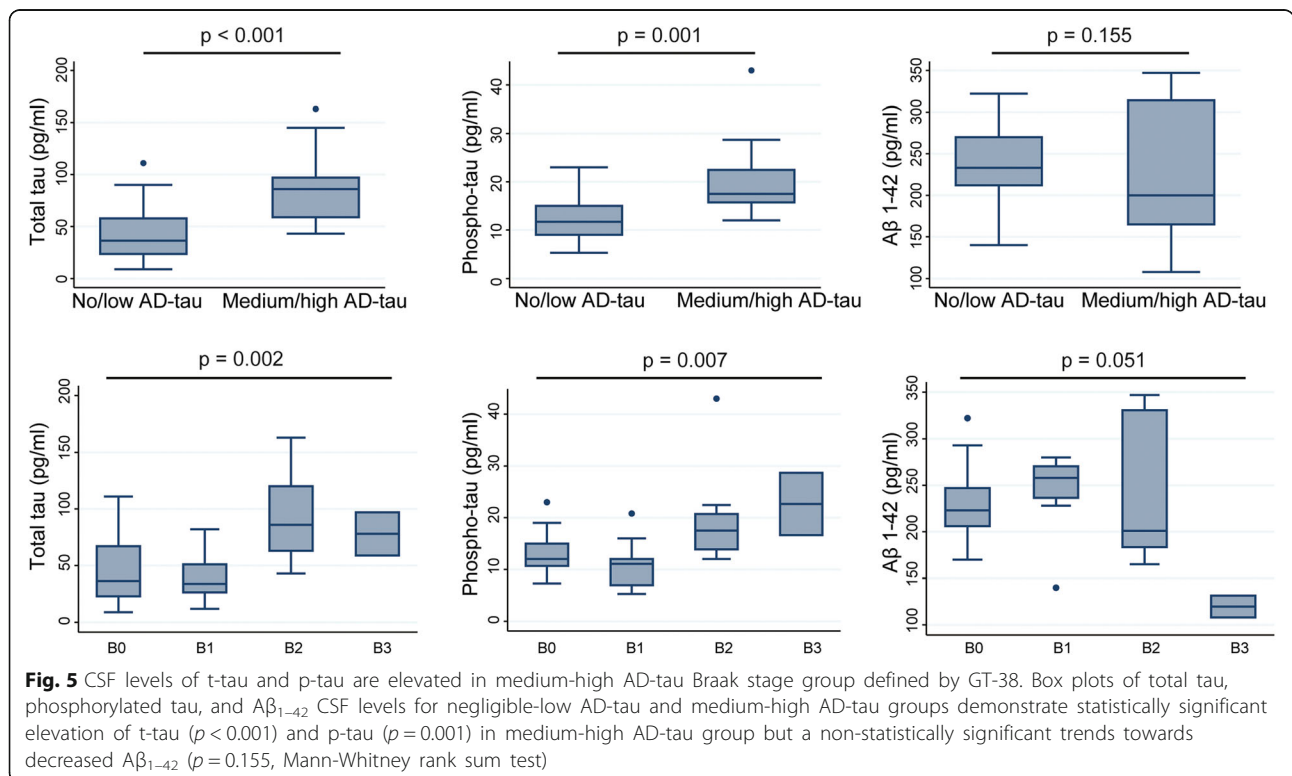 p < 0.001
Total tau (pg/ml)
200
150
100
50
0
No/low AD-tau
Medium/high AD-tau
p = 0.001
Phospho-tau (pg/ml)
40
30
20
10
0
No/low AD-tau
Medium/high AD-tau
p = 0.155
Aβ 1-42 (pg/ml)
350
300
250
200
150
100
No/low AD-tau
Medium/high AD-tau
p = 0.002
Total tau (pg/ml)
200
150
100
50
0
B0
B1
B2
B3
p = 0.007
Phospho-tau (pg/ml)
40
30
20
10
0
B0
B1
B2
B3
p = 0.051
Aβ 1-42 (pg/ml)
350
300
250
200
150
100
B0
B1
B2
B3
Fig. 5 CSF levels of t-tau and p-tau are elevated in medium-high AD-tau Braak stage group defined by GT-38. Box plots of total tau,
phosphorylated tau, and Aβ₁₋₄₂ CSF levels for negligible-low AD-tau and medium-high AD-tau groups demonstrate statistically significant
elevation of t-tau (p < 0.001) and p-tau (p = 0.001) in medium-high AD-tau group but a non-statistically significant trends towards
decreased Aβ₁₋₄₂ (p = 0.155, Mann-Whitney rank sum test)